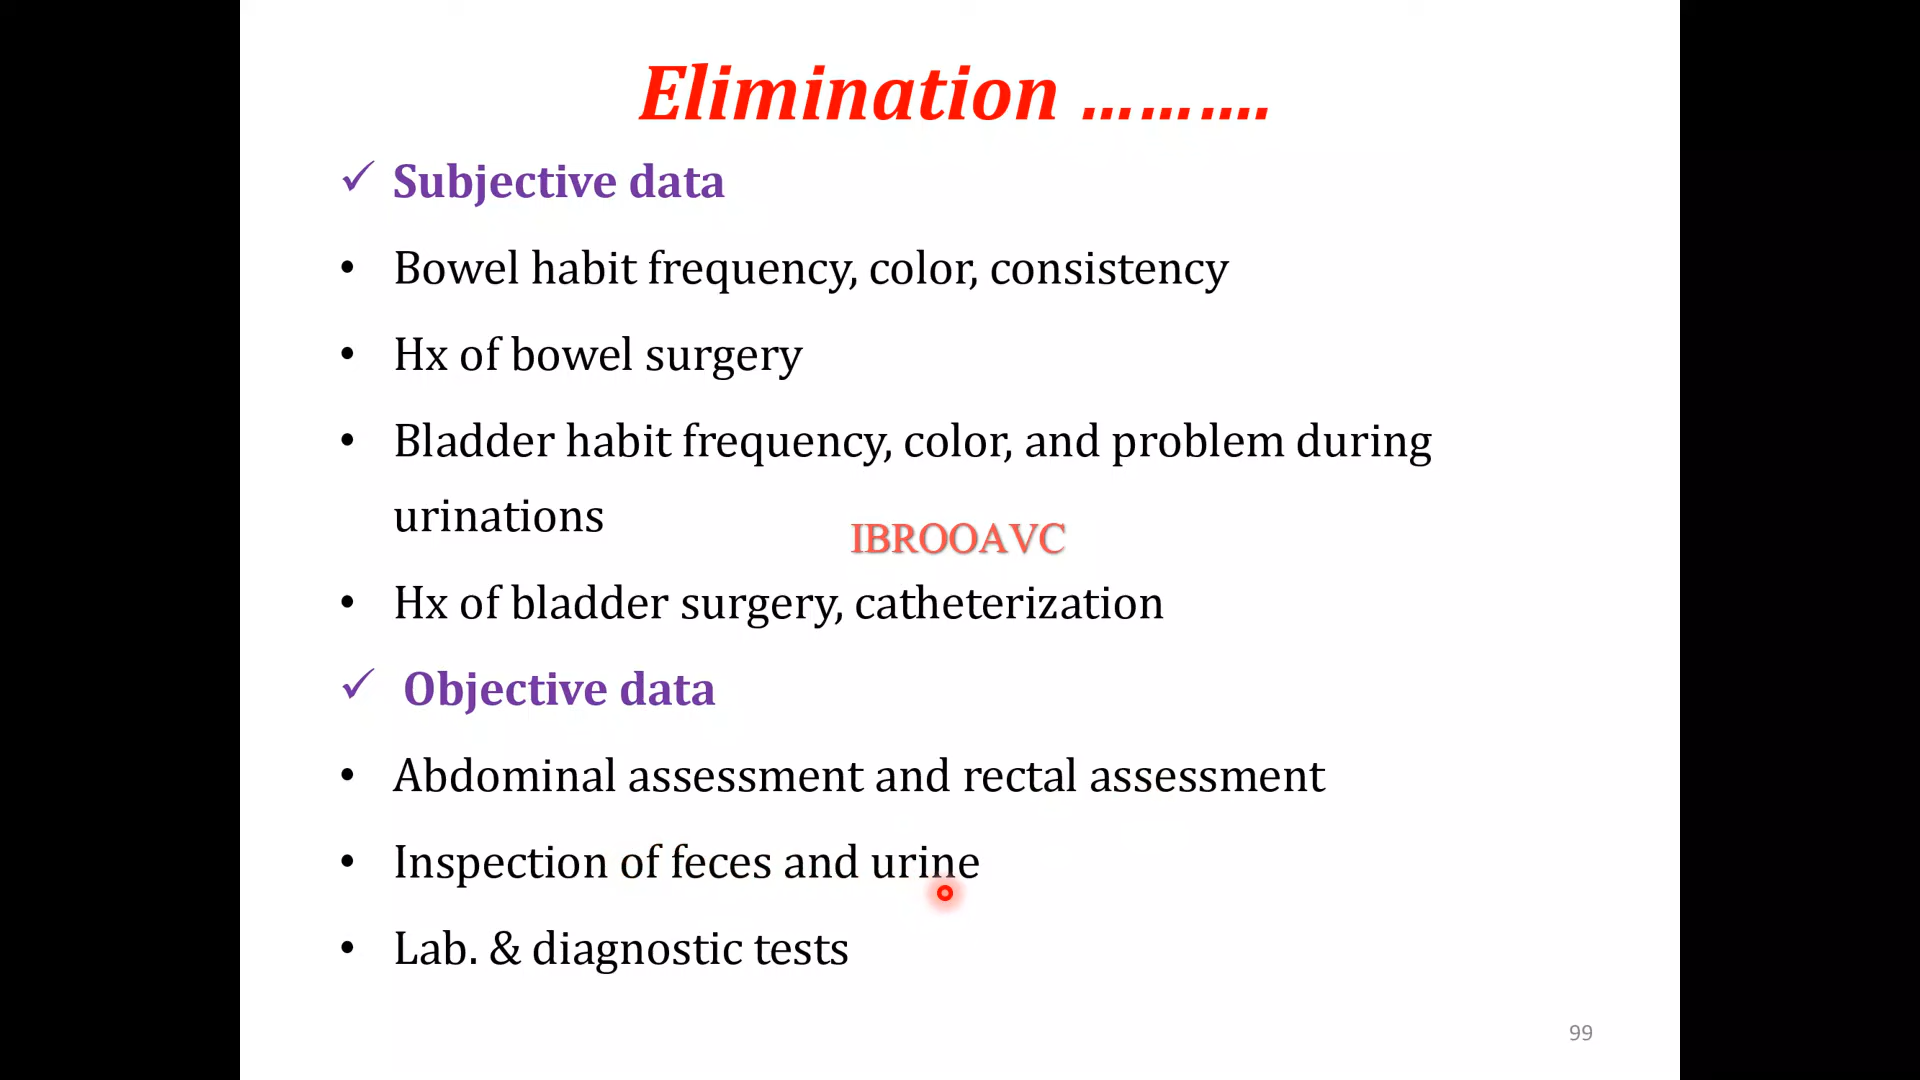 Elimination ……….
✓ Subjective data
• Bowel habit frequency, color, consistency
• Hx of bowel surgery
• Bladder habit frequency, color, and problem during
urinations
IBROOAVC
• Hx of bladder surgery, catheterization
✓ Objective data
• Abdominal assessment and rectal assessment
• Inspection of feces and urine
• Lab. & diagnostic tests
99